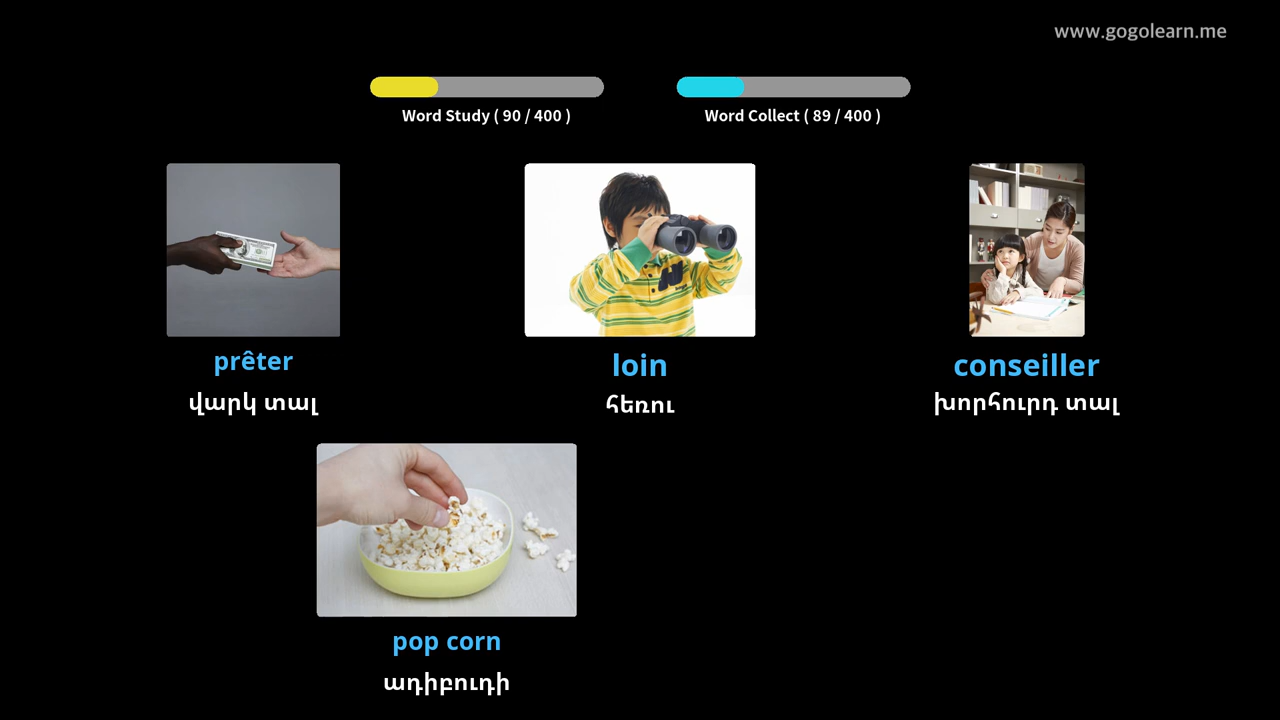 www.gogolearn.me
Word Study ( 90 / 400 )
Word Collect ( 89 / 400 )
prêter
վարկ տալ
loin
հեռու
conseiller
խորհուրդ տալ
pop corn
ադիբուդի